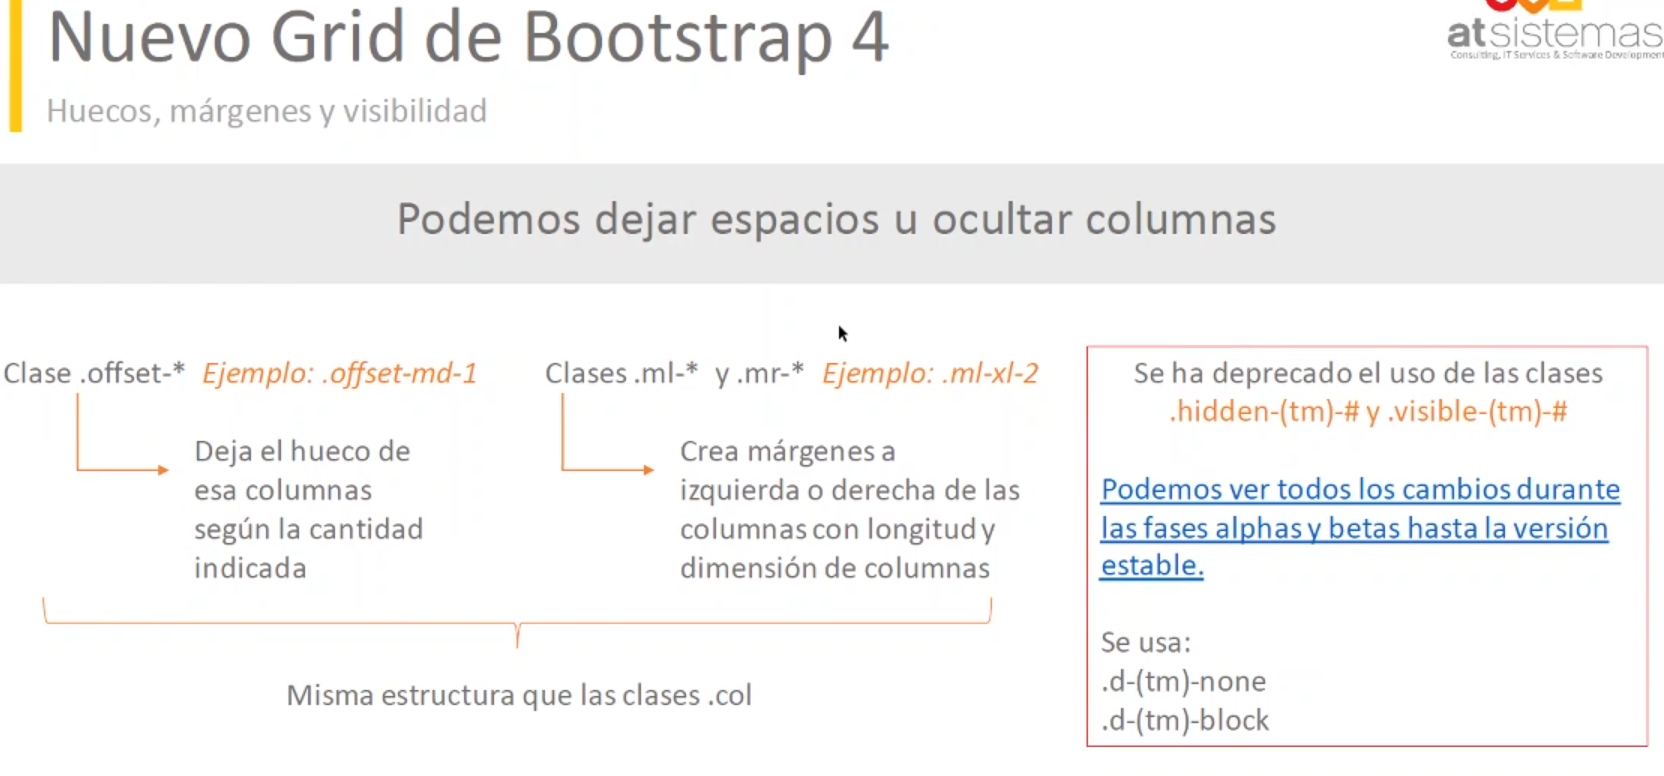 Nuevo Grid de Bootstrap 4
atsistemas
Consulting, IT Services & Software Development
Huecos, márgenes y visibilidad
Podemos dejar espacios u ocultar columnas
Clase .offset-* Ejemplo: .offset-md-1
Deja el hueco de
esa columnas
según la cantidad
indicada
Clases .ml-* y .mr-* Ejemplo: .ml-xl-2
Crea márgenes a
izquierda o derecha de las
columnas con longitud y
dimensión de columnas
Misma estructura que las clases .col
Se ha deprecado el uso de las clases
.hidden-(tm)-# y .visible-(tm)-#
Podemos ver todos los cambios durante
las fases alphas y betas hasta la versión
estable.
Se usa:
.d-(tm)-none
.d-(tm)-block